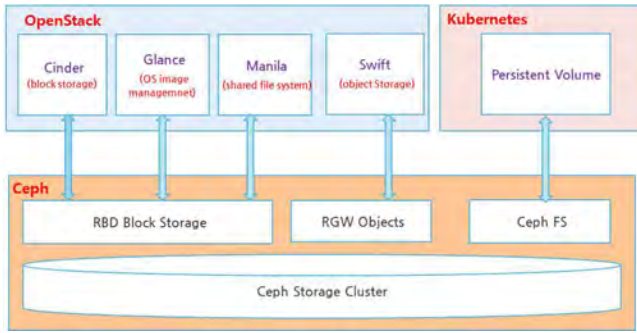 OpenStack
Kubernetes
Cinder
(block storage)
Glance
(OS image
managemnet)
Manila
(shared file system)
Swift
(object Storage)
Persistent Volume
Ceph
RBD Block Storage
RGW Objects
Ceph FS
Ceph Storage Cluster